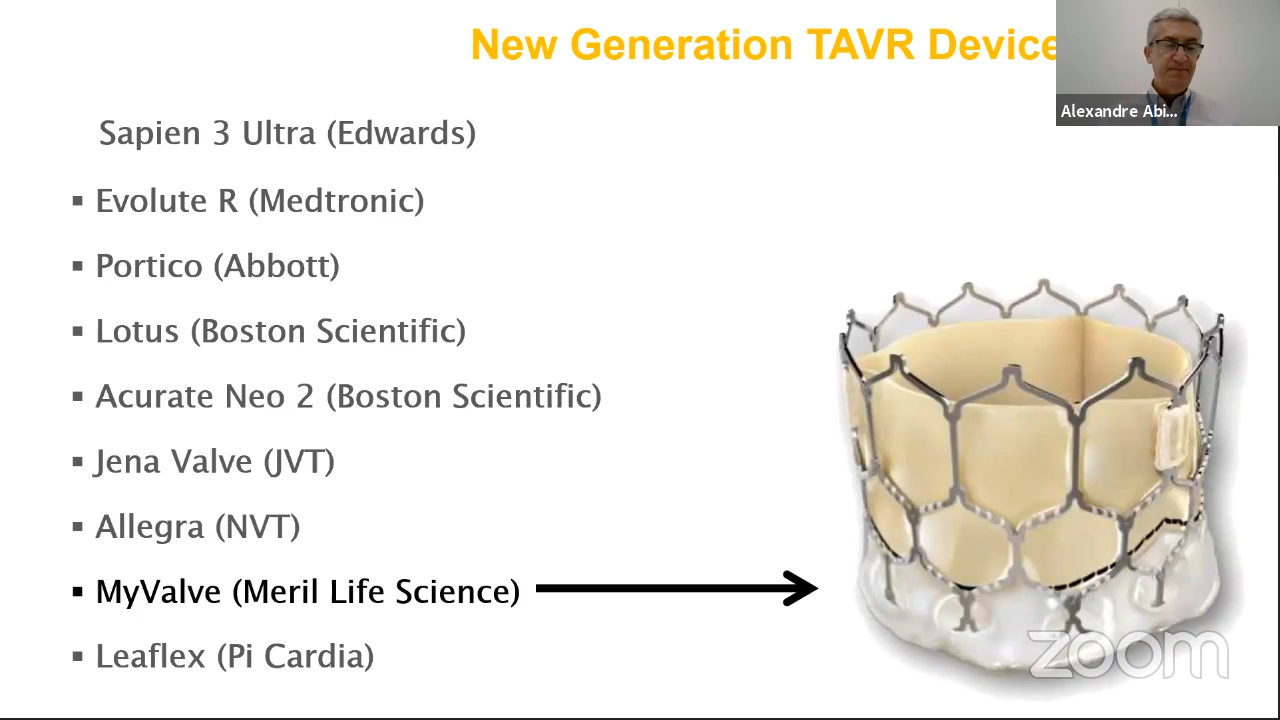 New Generation TAVR Device
Alexandre Abi...
Sapien 3 Ultra (Edwards)
▪ Evolute R (Medtronic)
▪ Portico (Abbott)
▪ Lotus (Boston Scientific)
▪ Acurate Neo 2 (Boston Scientific)
▪ Jena Valve (JVT)
▪ Allegra (NVT)
▪ MyValve (Meril Life Science)
▪ Leaflex (Pi Cardia)
zoom